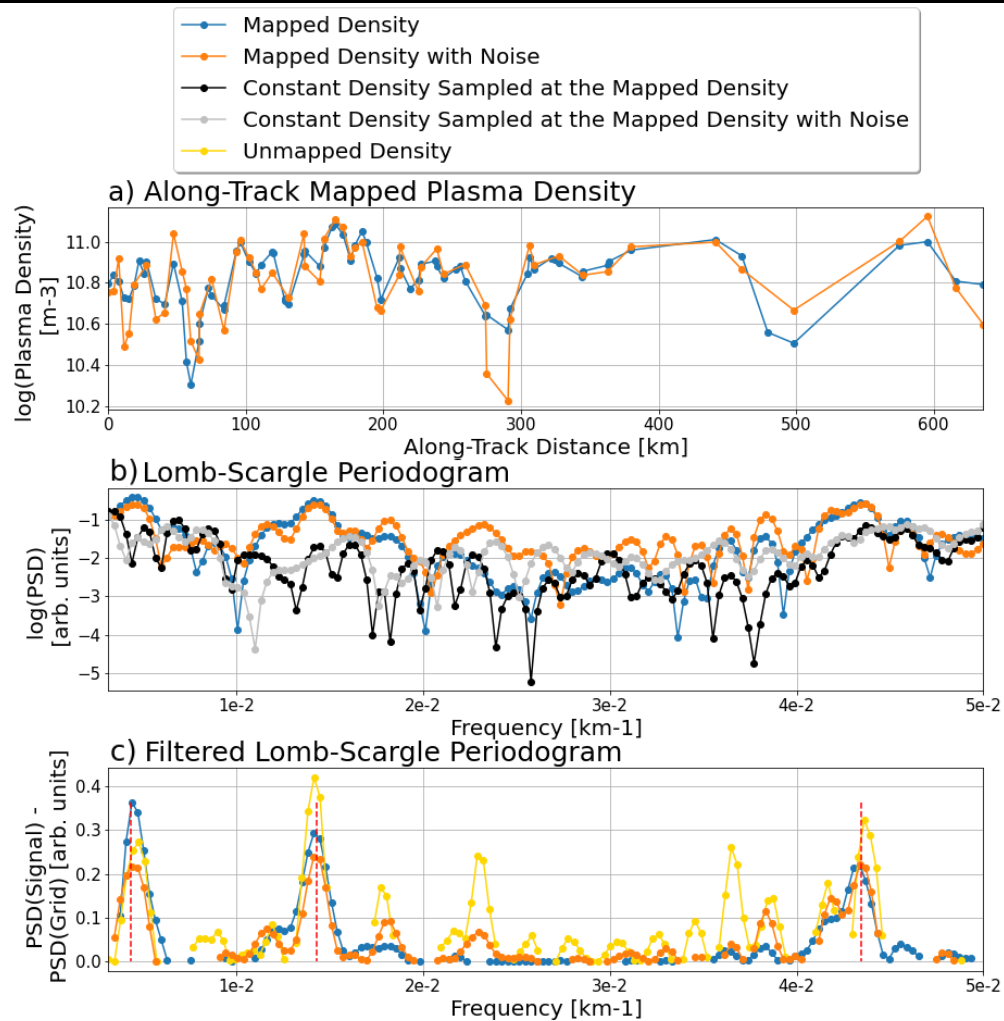 Mapped Density
Mapped Density with Noise
Constant Density Sampled at the Mapped Density
Constant Density Sampled at the Mapped Density with Noise
Unmapped Density
a) Along-Track Mapped Plasma Density
log(Plasma Density)
[m-3]
11.0
10.8
10.6
10.4
10.2
0
100
200
300
400
500
600
Along-Track Distance [km]
b) Lomb-Scargle Periodogram
log(PSD)
[arb. units]
−1
−2
−3
−4
−5
1e-2
2e-2
3e-2
4e-2
5e-2
Frequency [km-1]
c) Filtered Lomb-Scargle Periodogram
PSD(Signal) -
PSD(Grid) [arb. units]
0.4
0.3
0.2
0.1
0.0
1e-2
2e-2
3e-2
4e-2
5e-2
Frequency [km-1]